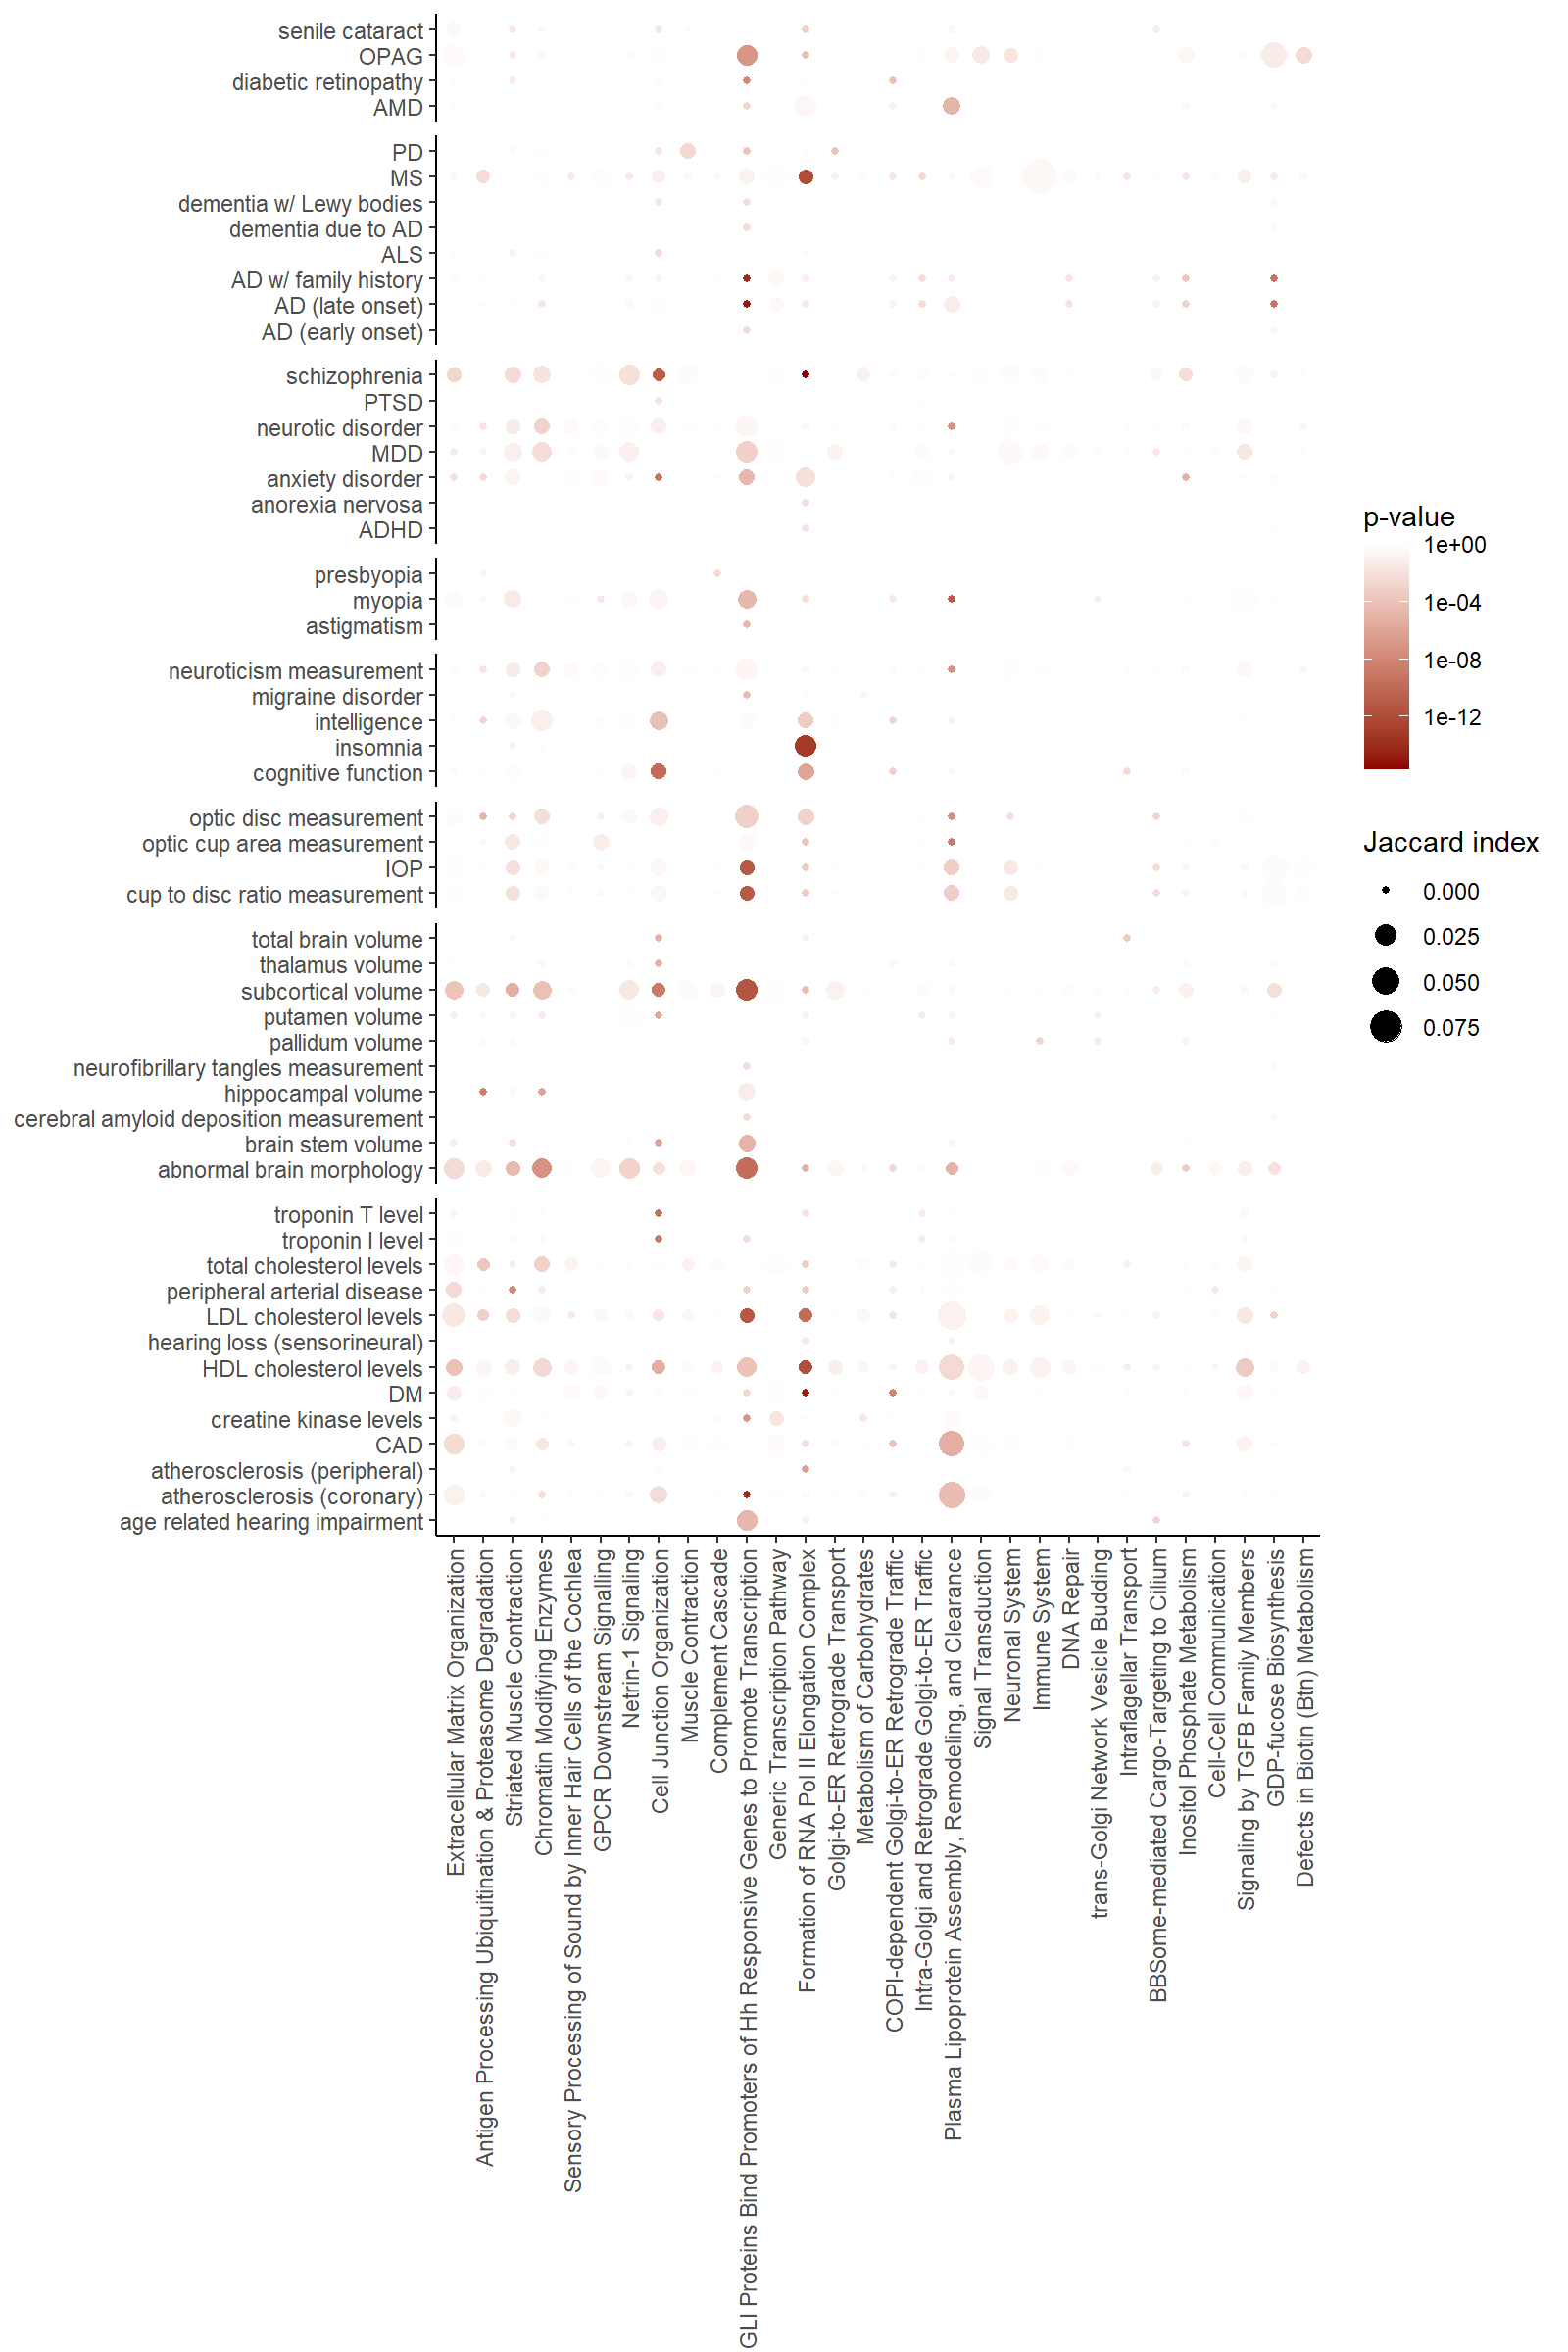 senile cataract
OPAG
diabetic retinopathy
AMD
PD
MS
dementia w/ Lewy bodies
dementia due to AD
ALS
AD w/ family history
AD (late onset)
AD (early onset)
schizophrenia
PTSD
neurotic disorder
MDD
anxiety disorder
anorexia nervosa
ADHD
presbyopia
myopia
astigmatism
neuroticism measurement
migraine disorder
intelligence
insomnia
cognitive function
optic disc measurement
optic cup area measurement
IOP
cup to disc ratio measurement
total brain volume
thalamus volume
subcortical volume
putamen volume
pallidum volume
neurofibrillary tangles measurement
hippocampal volume
cerebral amyloid deposition measurement
brain stem volume
abnormal brain morphology
troponin T level
troponin I level
total cholesterol levels
peripheral arterial disease
LDL cholesterol levels
hearing loss (sensorineural)
HDL cholesterol levels
DM
creatine kinase levels
CAD
atherosclerosis (peripheral)
atherosclerosis (coronary)
age related hearing impairment
Extracellular Matrix Organization
Antigen Processing Ubiquitination & Proteasome Degradation
Striated Muscle Contraction
Chromatin Modifying Enzymes
Sensory Processing of Sound by Inner Hair Cells of the Cochlea
GPCR Downstream Signalling
Netrin-1 Signaling
Cell Junction Organization
Muscle Contraction
Complement Cascade
GLI Proteins Bind Promoters of Hh Responsive Genes to Promote Transcription
Generic Transcription Pathway
Formation of RNA Pol II Elongation Complex
Golgi-to-ER Retrograde Transport
Metabolism of Carbohydrates
COPI-dependent Golgi-to-ER Retrograde Traffic
Intra-Golgi and Retrograde Golgi-to-ER Traffic
Plasma Lipoprotein Assembly, Remodeling, and Clearance
Signal Transduction
Neuronal System
Immune System
DNA Repair
trans-Golgi Network Vesicle Budding
Intraflagellar Transport
BBSome-mediated Cargo-Targeting to Cilium
Inositol Phosphate Metabolism
Cell-Cell Communication
Signaling by TGFB Family Members
GDP-fucose Biosynthesis
Defects in Biotin (Btn) Metabolism
p-value
1e+00
1e-04
1e-08
1e-12
Jaccard index
0.000
0.025
0.050
0.075